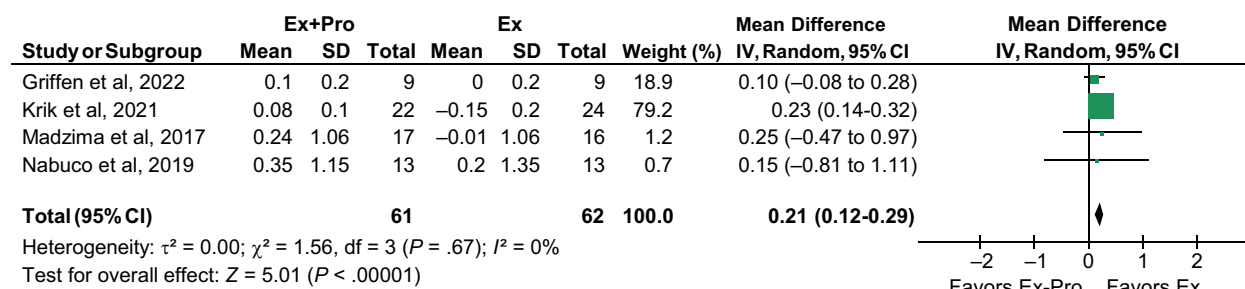 Ex+Pro Ex Mean Difference Mean Difference
Study or Subgroup Mean SD Total Mean SD Total Weight (%) IV, Random, 95% CI IV, Random, 95% CI
Griffen et al, 2022 0.1 0.2 9 0 0.2 9 18.9 0.10 (–0.08 to 0.28)
Krik et al, 2021 0.08 0.1 22 –0.15 0.2 24 79.2 0.23 (0.14-0.32)
Madzima et al, 2017 0.24 1.06 17 –0.01 1.06 16 1.2 0.25 (–0.47 to 0.97)
Nabuco et al, 2019 0.35 1.15 13 0.2 1.35 13 0.7 0.15 (–0.81 to 1.11)
Total (95% CI) 61 62 100.0 0.21 (0.12-0.29)
Heterogeneity: τ² = 0.00; χ² = 1.56, df = 3 (P = .67); I² = 0%
Test for overall effect: Z = 5.01 (P < .00001)
–2 –1 0 1 2
Favors Ex-Pro Favors Ex